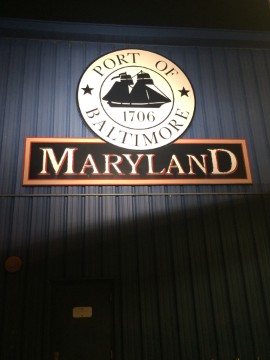 PORT OF
1706
BALTIMORE
MARYLAND